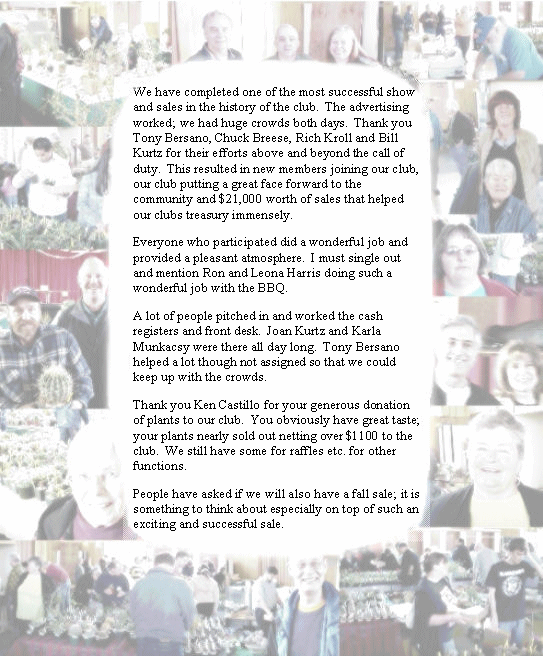 We have completed one of the most successful show
and sales in the history of the club. The advertising
worked; we had huge crowds both days. Thank you
Tony Bersano, Chuck Breese, Rich Kroll and Bill
Kurtz for their efforts above and beyond the call of
duty. This resulted in new members joining our club,
our club putting a great face forward to the
community and $21,000 worth of sales that helped
our clubs treasury immensely.
Everyone who participated did a wonderful job and
provided a pleasant atmosphere. I must single out
and mention Ron and Leona Harris doing such a
wonderful job with the BBQ.
A lot of people pitched in and worked the cash
registers and front desk. Joan Kurtz and Karla
Munkacsy were there all day long. Tony Bersano
helped a lot though not assigned so that we could
keep up with the crowds.
Thank you Ken Castillo for your generous donation
of plants to our club. You obviously have great taste;
your plants nearly sold out netting over $1100 to the
club. We still have some for raffles etc. for other
functions.
People have asked if we will also have a fall sale; it is
something to think about especially on top of such an
exciting and successful sale.